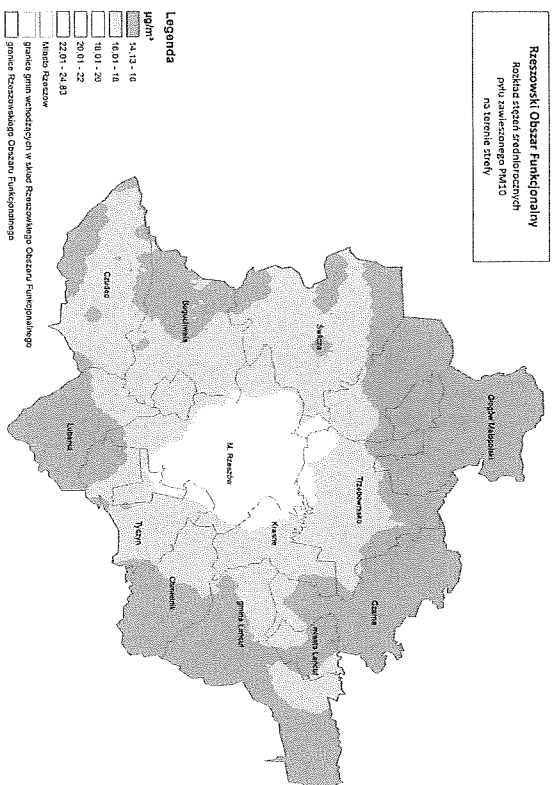 Rzeszowski Obszar Funkcjonalny
Rozkład stężeń średniorocznych
pyłu zawieszonego PM10
na terenie strefy
Głogów Małopolski
Świlcza
Trzebownisko
Czarna
Boguchwała
M. Rzeszów
Krasne
miasto Łańcut
gmina Łańcut
Czudec
Lubenia
Tyczyn
Chmielnik
Legenda
µg/m³
14,13 - 16
16,01 - 18
18,01 - 20
20,01 - 22
22,01 - 24,83
Miasto Rzeszów
granice gmin wchodzących w skład Rzeszowskiego Obszaru Funkcjonalnego
granice Rzeszowskiego Obszaru Funkcjonalnego